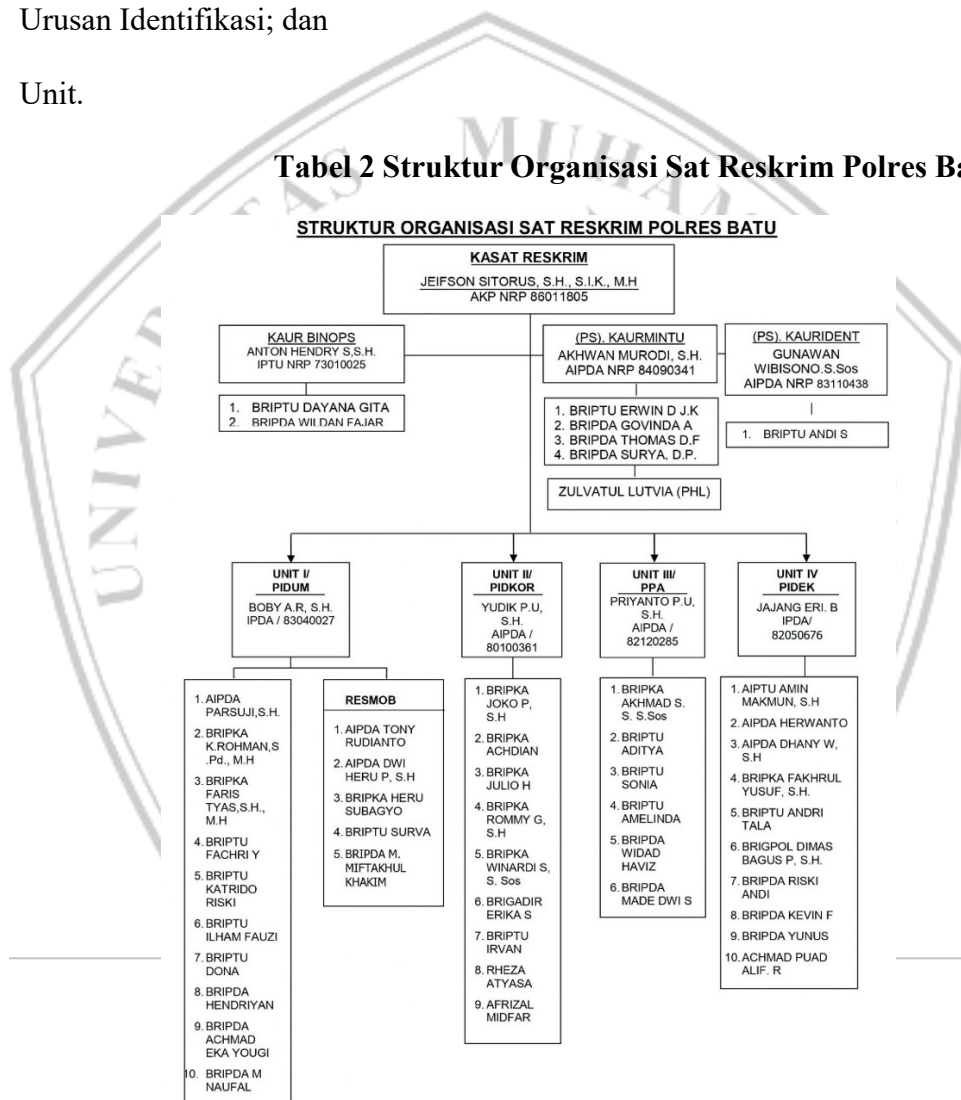 Urusan Identifikasi; dan
Unit.
Tabel 2 Struktur Organisasi Sat Reskrim Polres Ba
STRUKTUR ORGANISASI SAT RESKRIM POLRES BATU
KASAT RESKRIM
JEIFSON SITORUS, S.H., S.I.K., M.H
AKP NRP 86011805
KAUR BINOPS
ANTON HENDRY S,S.H.
IPTU NRP 73010025
1. BRIPTU DAYANA GITA
2. BRIPDA WILDAN FAJAR
(PS). KAURMINTU
AKHWAN MURODI, S.H.
AIPDA NRP 84090341
1. BRIPTU ERWIN D J.K
2. BRIPDA GOVINDA A
3. BRIPDA THOMAS D.F
4. BRIPDA SURYA, D.P.
ZULVATUL LUTVIA (PHL)
(PS). KAURIDENT
GUNAWAN
WIBISONO.S.Sos
AIPDA NRP 83110438
1. BRIPTU ANDI S
UNIT I/
PIDUM
BOBY A.R, S.H.
IPDA / 83040027
1. AIPDA
PARSUJI,S.H.
2. BRIPKA
K.ROHMAN,S
.Pd., M.H
3. BRIPKA
FARIS
TYAS,S.H.,
M.H
4. BRIPTU
FACHRI Y
5. BRIPTU
KATRIDO
RISKI
6. BRIPTU
ILHAM FAUZI
7. BRIPTU
DONA
8. BRIPDA
HENDRIYAN
9. BRIPDA
ACHMAD
EKA YOUGI
10. BRIPDA M
NAUFAL
RESMOB
1. AIPDA TONY
RUDIANTO
2. AIPDA DWI
HERU P, S.H
3. BRIPKA HERU
SUBAGYO
4. BRIPTU SURVA
5. BRIPDA M.
MIFTAKHUL
KHAKIM
UNIT II/
PIDKOR
YUDIK P.U,
S.H.
AIPDA /
80100361
1. BRIPKA
JOKO P,
S.H
2. BRIPKA
ACHDIAN
3. BRIPKA
JULIO H
4. BRIPKA
ROMMY G,
S.H
5. BRIPKA
WINARDI S,
S. Sos
6. BRIGADIR
ERIKA S
7. BRIPTU
IRVAN
8. RHEZA
ATYASA
9. AFRIZAL
MIDFAR
UNIT III/
PPA
PRIYANTO P.U,
S.H.
AIPDA /
82120285
1. BRIPKA
AKHMAD S.
S. S.Sos
2. BRIPTU
ADITYA
3. BRIPTU
SONIA
4. BRIPTU
AMELINDA
5. BRIPDA
WIDAD
HAVIZ
6. BRIPDA
MADE DWI S
UNIT IV
PIDEK
JAJANG ERI. B
IPDA/
82050676
1. AIPTU AMIN
MAKMUN, S.H
2. AIPDA HERWANTO
3. AIPDA DHANY W,
S.H
4. BRIPKA FAKHRUL
YUSUF, S.H.
5. BRIPTU ANDRI
TALA
6. BRIGPOL DIMAS
BAGUS P, S.H.
7. BRIPDA RISKI
ANDI
8. BRIPDA KEVIN F
9. BRIPDA YUNUS
10. ACHMAD PUAD
ALIF. R